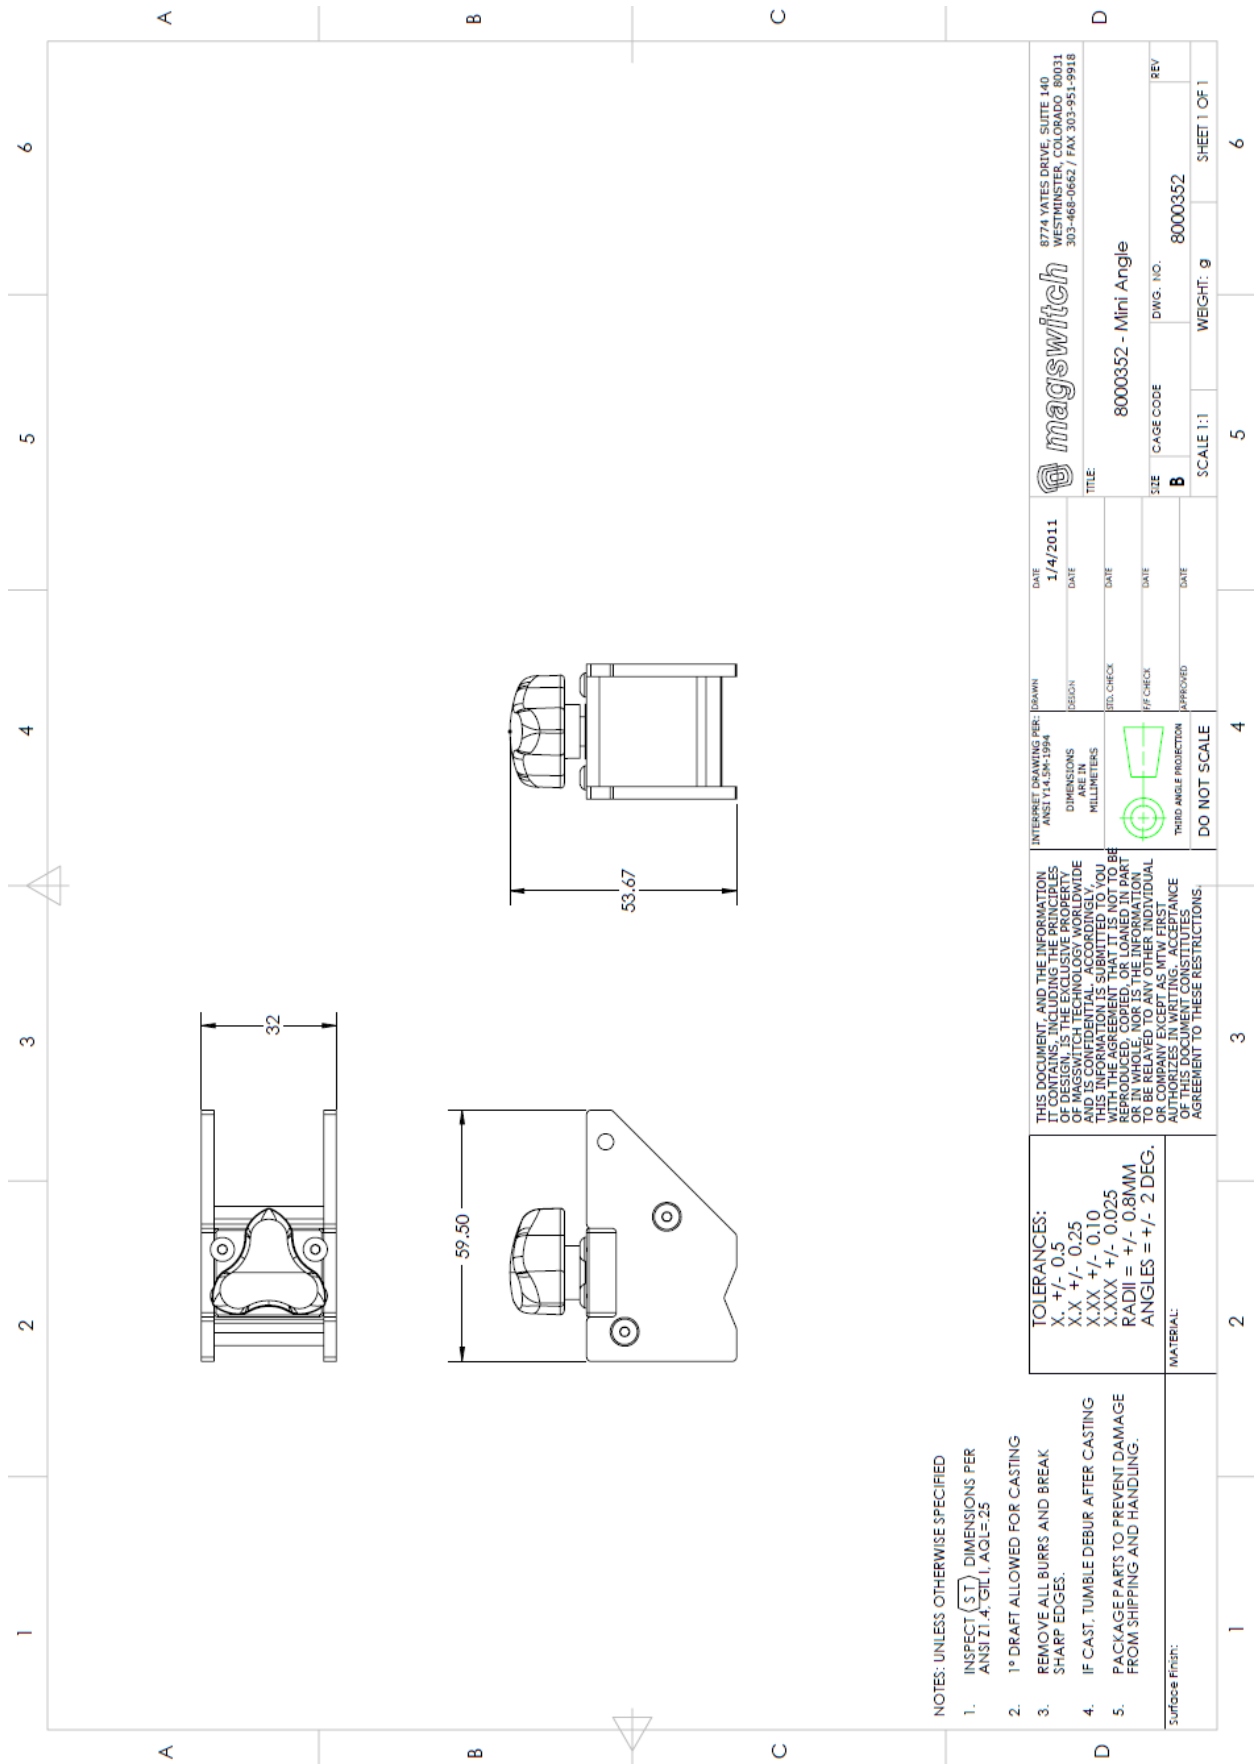 1
2
3
4
5
6
A
B
C
D
A
B
C
D
1
2
3
4
5
6
32
59.50
53.67
NOTES: UNLESS OTHERWISE SPECIFIED
1. INSPECT ST DIMENSIONS PER
ANSI Z1.4, GIL I, AQL=.25
2. 1° DRAFT ALLOWED FOR CASTING
3. REMOVE ALL BURRS AND BREAK
SHARP EDGES.
4. IF CAST, TUMBLE DEBUR AFTER CASTING
5. PACKAGE PARTS TO PREVENT DAMAGE
FROM SHIPPING AND HANDLING.
Surface Finish:
TOLERANCES:
X. +/- 0.5
X.X +/- 0.25
X.XX +/- 0.10
X.XXX +/- 0.025
RADII = +/- 0.8MM
ANGLES = +/- 2 DEG.
MATERIAL:
THIS DOCUMENT, AND THE INFORMATION
IT CONTAINS, INCLUDING THE PRINCIPLES
OF DESIGN, IS THE EXCLUSIVE PROPERTY
OF MAGSWITCH TECHNOLOGY WORLDWIDE
AND IS CONFIDENTIAL. ACCORDINGLY,
THIS INFORMATION IS SUBMITTED TO YOU
WITH THE AGREEMENT THAT IT IS NOT TO BE
REPRODUCED, COPIED, OR LOANED IN PART
OR IN WHOLE, NOR IS THE INFORMATION
TO BE RELAYED TO ANY OTHER INDIVIDUAL
OR COMPANY EXCEPT AS MTW FIRST
AUTHORIZES IN WRITING. ACCEPTANCE
OF THIS DOCUMENT CONSTITUTES
AGREEMENT TO THESE RESTRICTIONS.
INTERPRET DRAWING PER:
ANSI Y14.5M-1994
DIMENSIONS
ARE IN
MILLIMETERS
THIRD ANGLE PROJECTION
DO NOT SCALE
DRAWN
DATE
1/4/2011
DESIGN
DATE
STD. CHECK
DATE
F/F CHECK
DATE
APPROVED
DATE
magswitch
8774 YATES DRIVE, SUITE 140
WESTMINSTER, COLORADO 80031
303-468-0662 / FAX 303-951-9918
TITLE:
8000352 - Mini Angle
SIZE
B
CAGE CODE
DWG. NO.
8000352
REV
SCALE 1:1
WEIGHT: g
SHEET 1 OF 1